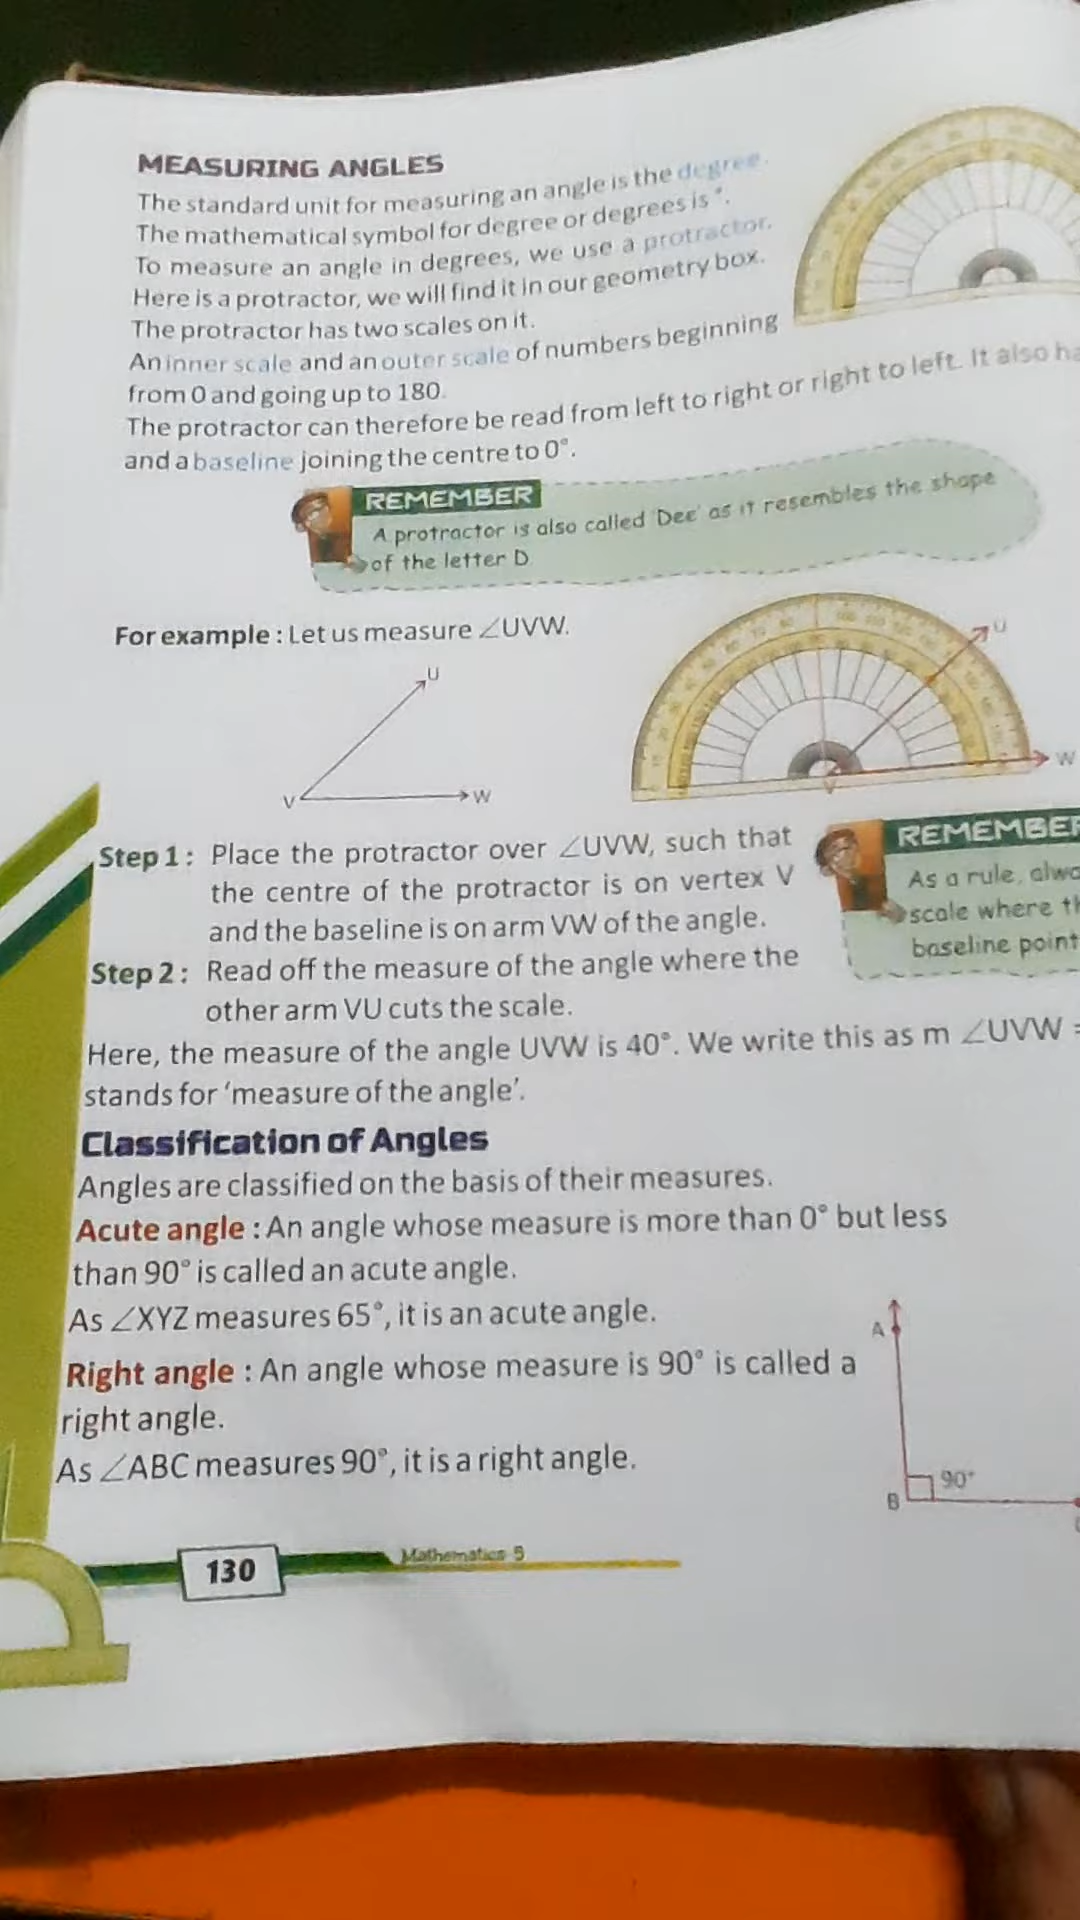 MEASURING ANGLES
The standard unit for measuring an angle is the degree.
The mathematical symbol for degree or degrees is °.
To measure an angle in degrees, we use a protractor.
Here is a protractor, we will find it in our geometry box.
The protractor has two scales on it.
An inner scale and an outer scale of numbers beginning
from 0 and going up to 180.
The protractor can therefore be read from left to right or right to left. It also ha
and a baseline joining the centre to 0°.
REMEMBER
A protractor is also called 'Dee' as it resembles the shape
of the letter D
For example : Let us measure ∠UVW.
U
V
W
U
V
W
Step 1 : Place the protractor over ∠UVW, such that
the centre of the protractor is on vertex V
and the baseline is on arm VW of the angle.
Step 2 : Read off the measure of the angle where the
other arm VU cuts the scale.
REMEMBER
As a rule, alwa
scale where th
baseline point
Here, the measure of the angle UVW is 40°. We write this as m ∠UVW =
stands for 'measure of the angle'.
Classification of Angles
Angles are classified on the basis of their measures.
Acute angle : An angle whose measure is more than 0° but less
than 90° is called an acute angle.
As ∠XYZ measures 65°, it is an acute angle.
Right angle : An angle whose measure is 90° is called a
right angle.
As ∠ABC measures 90°, it is a right angle.
A
B
90°
130
Mathematics-5